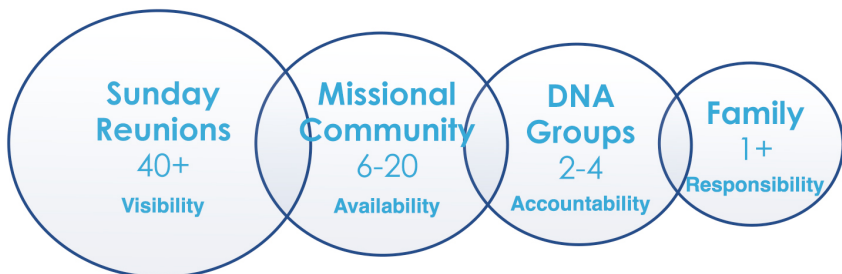 Sunday
Reunions
40+
Visibility
Missional
Community
6-20
Availability
DNA
Groups
2-4
Accountability
Family
1+
Responsibility